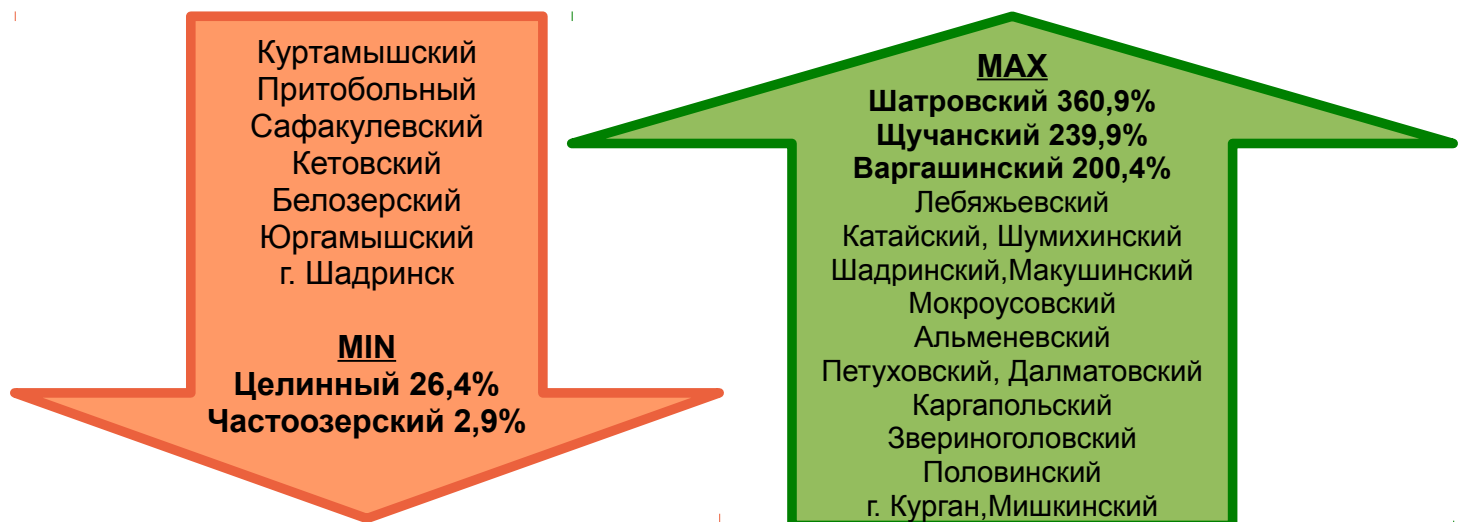 Куртамышский
Притобольный
Сафакулевский
Кетовский
Белозерский
Юргамышский
г. Шадринск
MIN
Целинный 26,4%
Частоозерский 2,9%
MAX
Шатровский 360,9%
Щучанский 239,9%
Варгашинский 200,4%
Лебяжьевский
Катайский, Шумихинский
Шадринский,Макушинский
Мокроусовский
Альменевский
Петуховский, Далматовский
Каргапольский
Звериноголовский
Половинский
г. Курган,Мишкинский